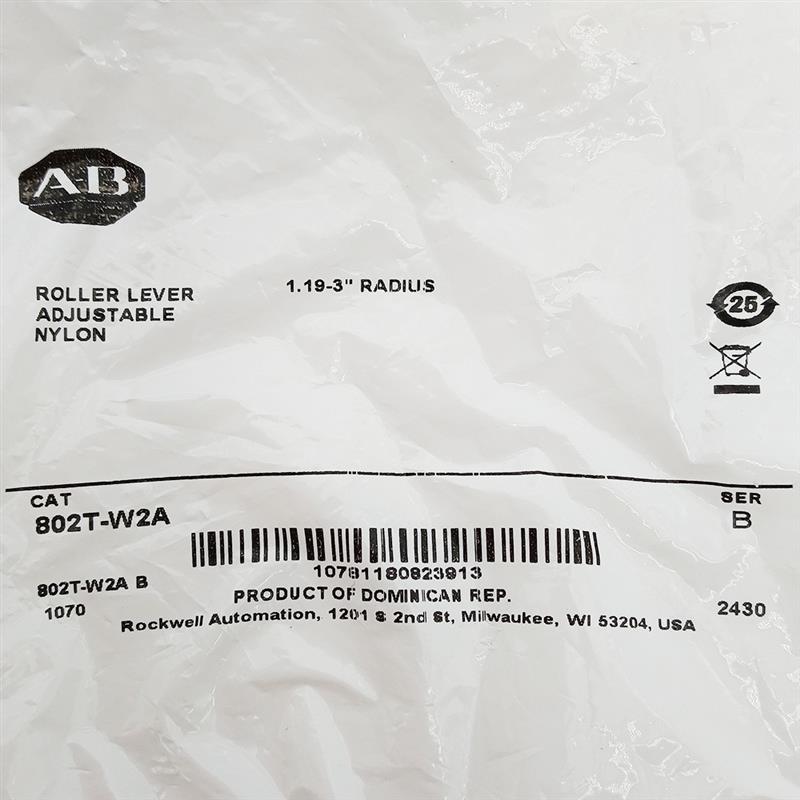 A-B
ROLLER LEVER
ADJUSTABLE
NYLON
1.19-3" RADIUS
25
CAT
802T-W2A
SER
B
10781180823913
802T-W2A B
1070
PRODUCT OF DOMINICAN REP.
Rockwell Automation, 1201 S 2nd St, Milwaukee, WI 53204, USA
2430